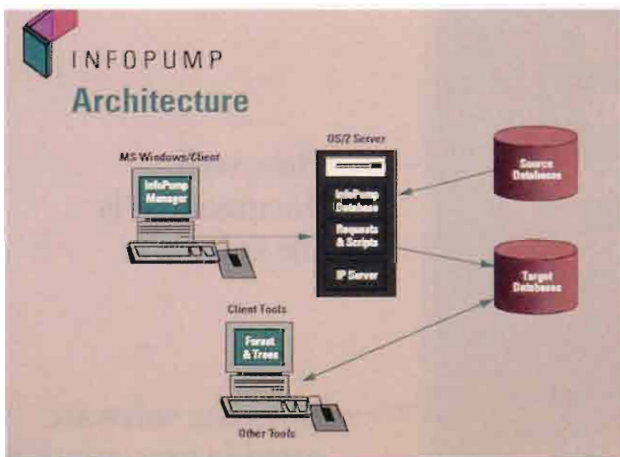 INFOPUMP
Architecture
OS/2 Server
MS Windows/Client
InfoPump
Manager
InfoPump
Database
Requests
& Scripts
IP Server
Source
Databases
Target
Databases
Client Tools
Forest
& Trees
Other Tools